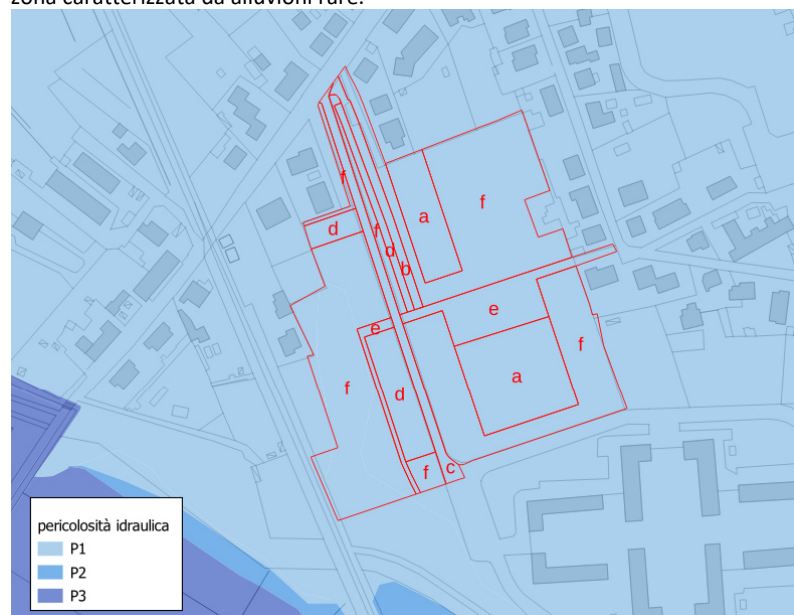 zona caratterizzata da alluvioni rare.
f
a
f
d
f
d
b
e
e
f
f
d
a
f
c
pericolosità idraulica
P1
P2
P3